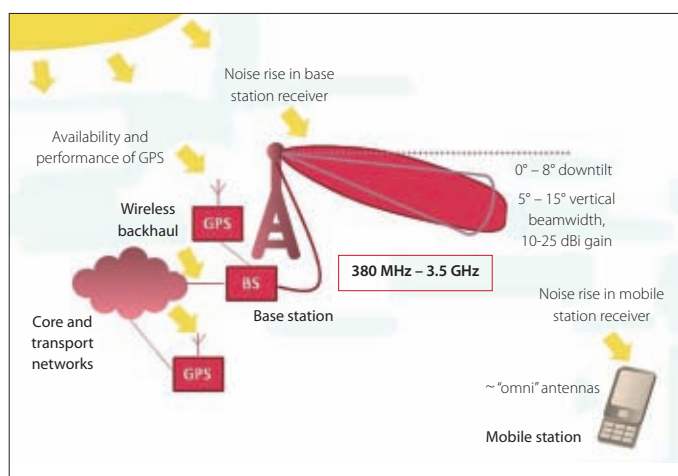 Noise rise in base
station receiver
Availability and
performance of GPS
0° – 8° downtilt
5° – 15° vertical
beamwidth,
10-25 dBi gain
Wireless
backhaul
GPS
380 MHz – 3.5 GHz
BS
Base station
Noise rise in mobile
station receiver
Core and
transport
networks
GPS
~ “omni” antennas
Mobile station